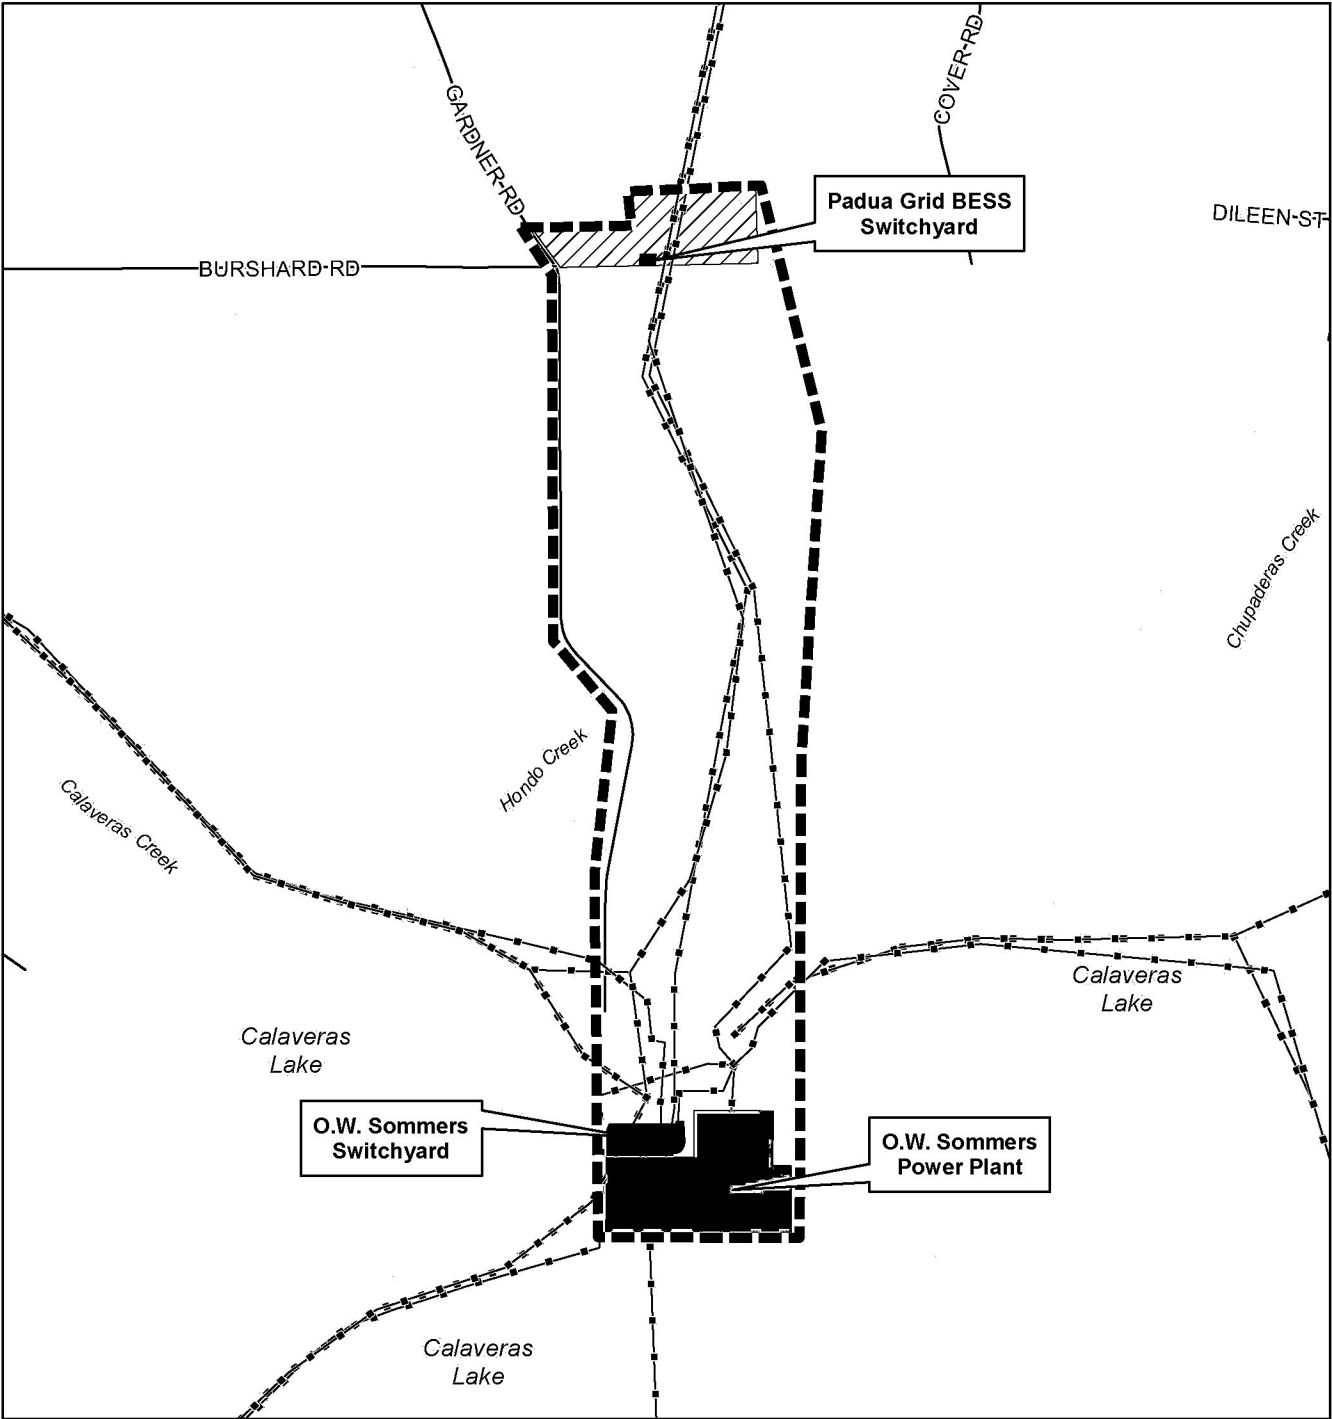 GARDNER-RD
COVER-RD
Padua Grid BESS
Switchyard
DILEEN-ST
BURSHARD-RD
Chupaderas Creek
Hondo Creek
Calaveras Creek
Calaveras
Lake
Calaveras
Lake
O.W. Sommers
Switchyard
O.W. Sommers
Power Plant
Calaveras
Lake